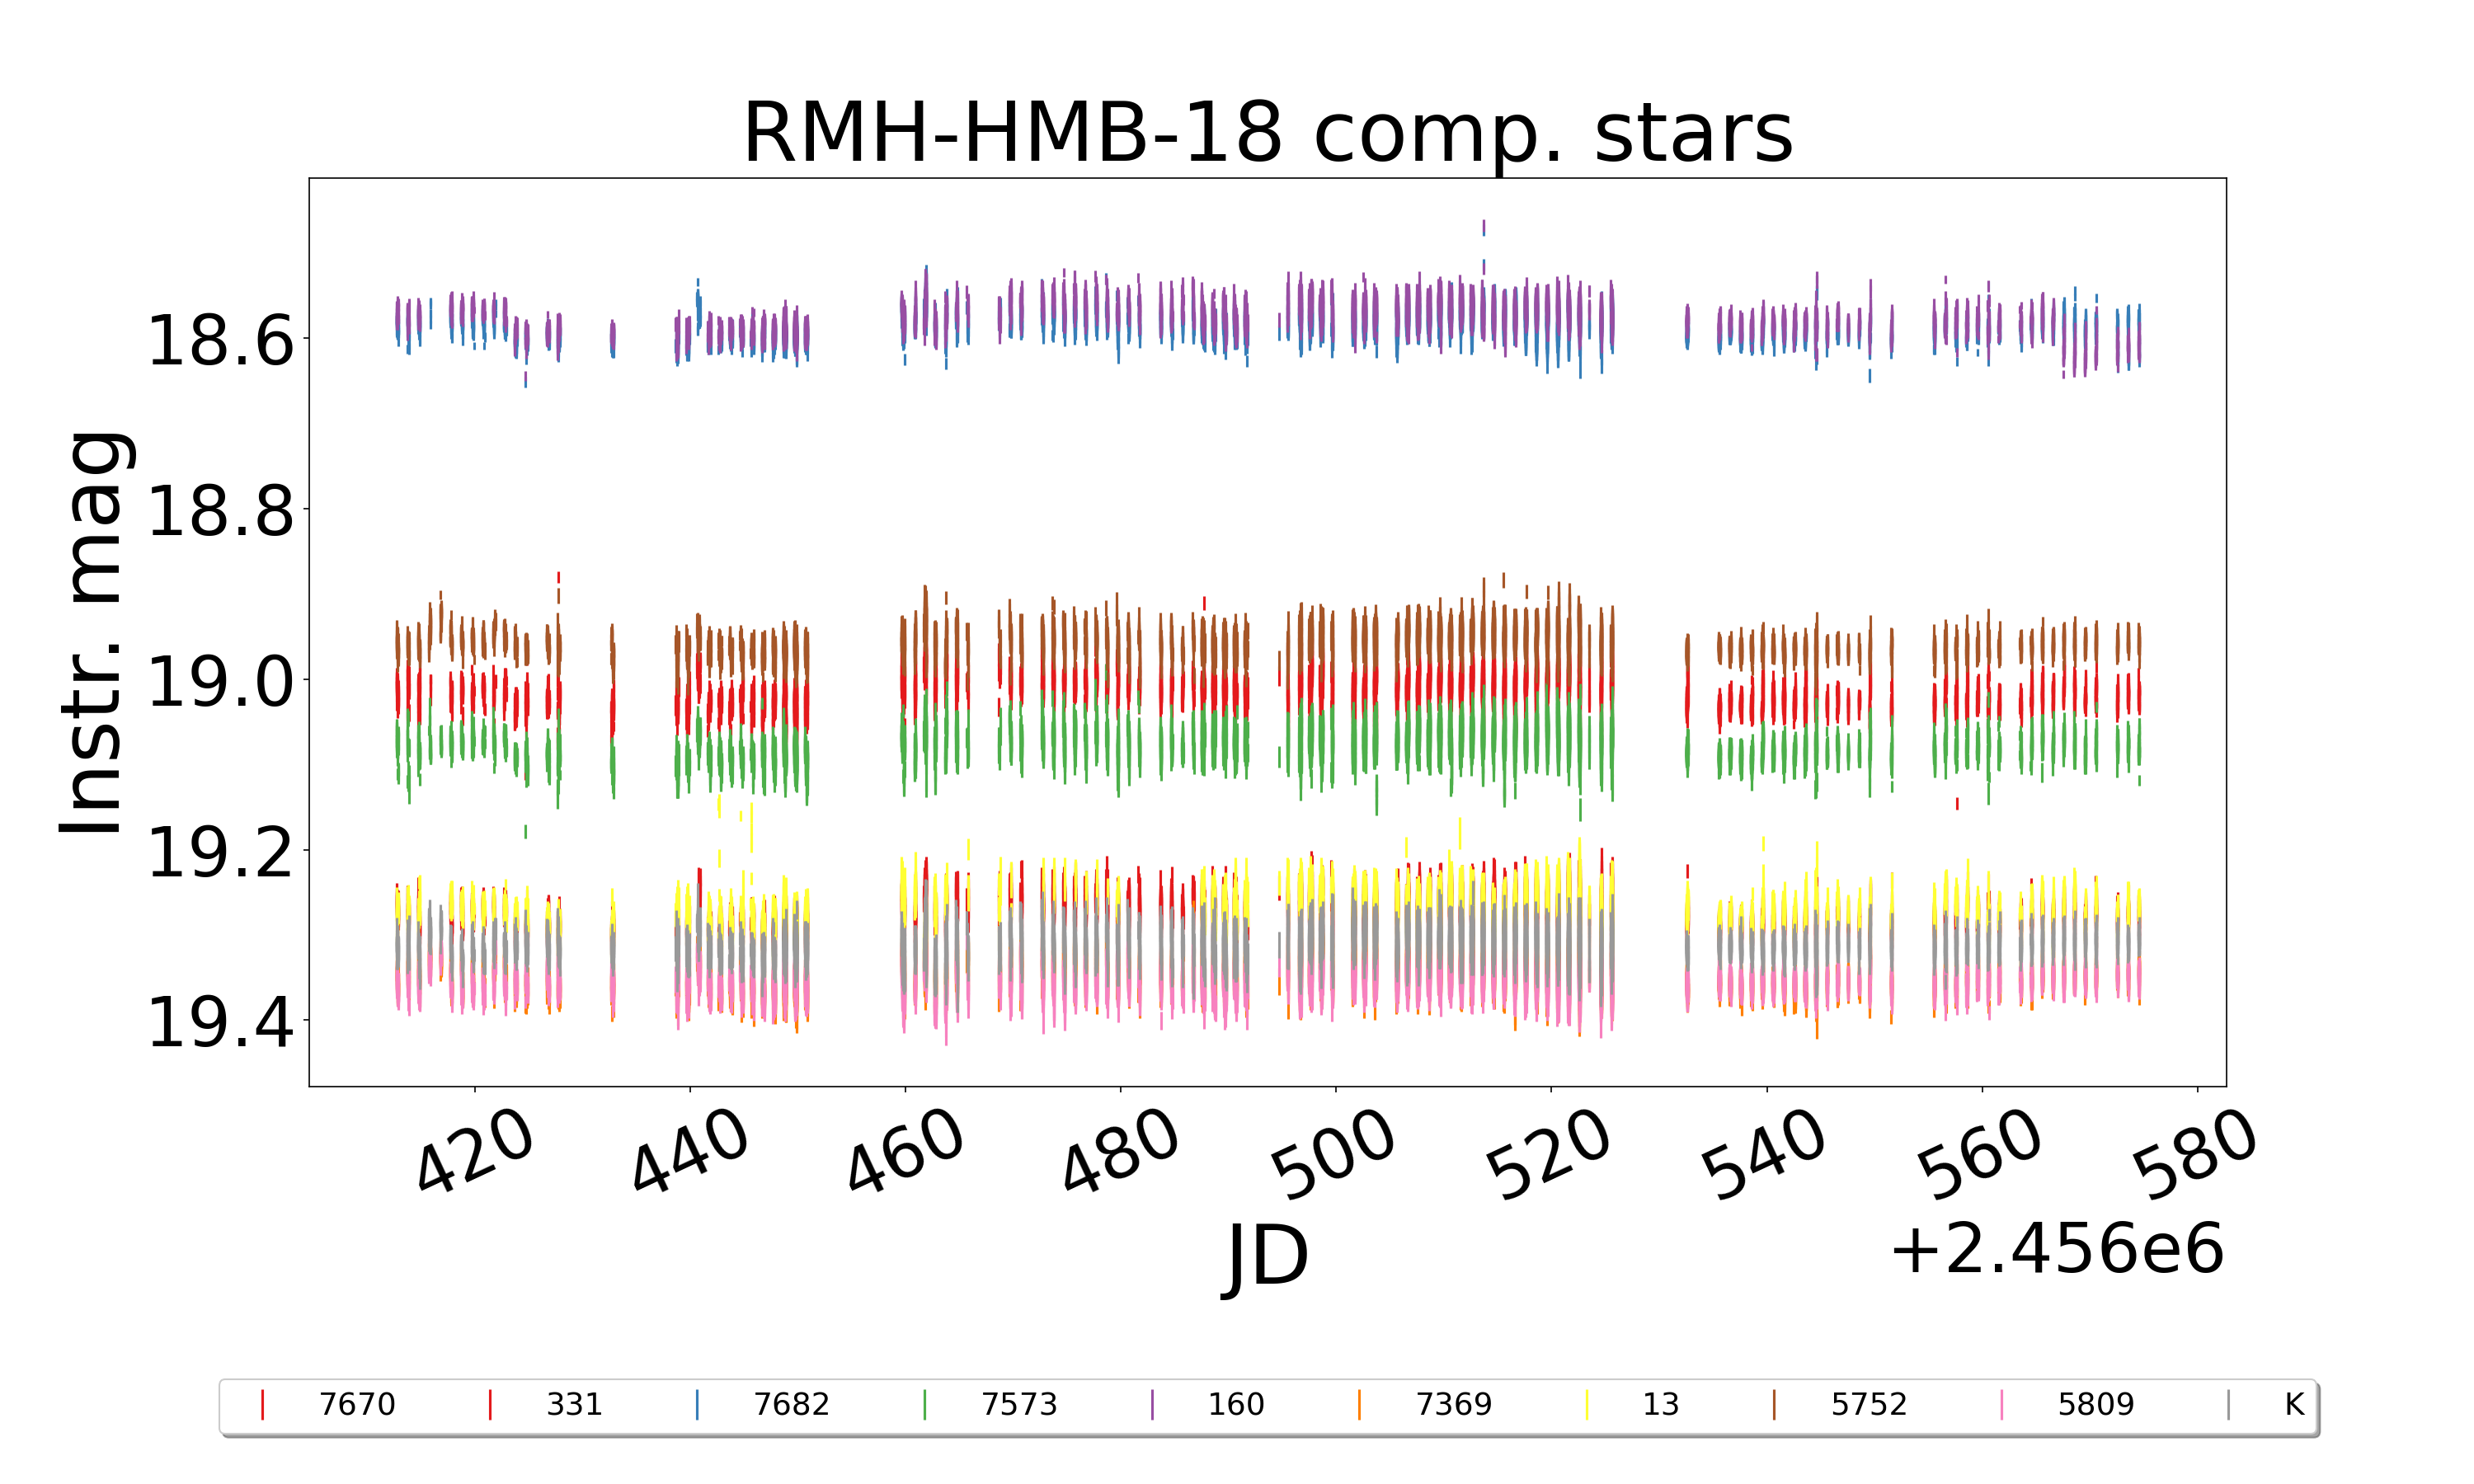 RMH-HMB-18 comp. stars
Instr. mag
18.6
18.8
19.0
19.2
19.4
420 440 460 480 500 520 540 560 580
JD
+2.456e6
7670 331 7682 7573 160 7369 13 5752 5809 K